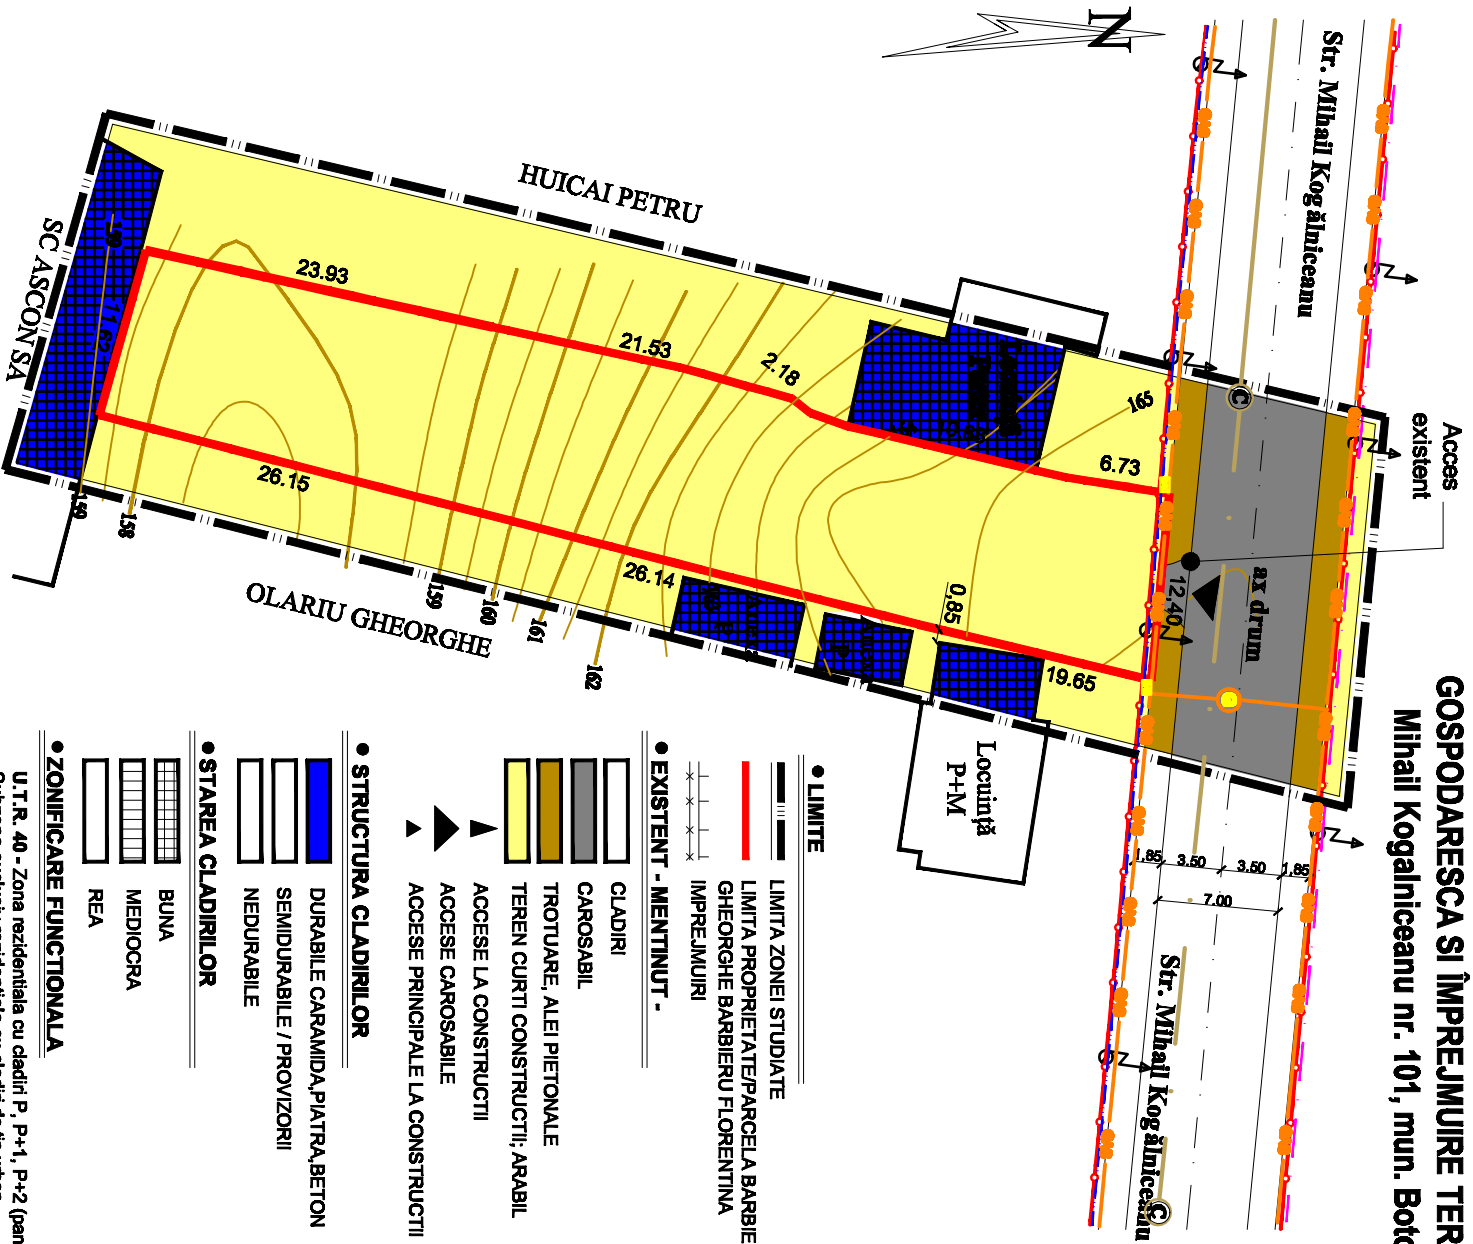 GOSPODARESCA SI ÎMPREJMUIRE TER
Mihail Kogalniceanu nr. 101, mun. Boto
Acces
existent
Str. Mihail Kogălniceanu
ax drum
12,40
Str. Mihail Kogălniceanu
N
C
C
HUICAI PETRU
SC ASCON SA
OLARIU GHEORGHE
23.93
21.53
2.18
6.73
165
11.62
26.15
26.14
0,85
19.65
159
158
159
160
161
162
1,85
3.50
3.50
1,85
7.00
Locuință
P+M
● LIMITE
LIMITA ZONEI STUDIATE
LIMITA PROPRIETATE/PARCELA BARBIE
GHEORGHE BARBIERU FLORENTINA
IMPREJMUIRI
● EXISTENT - MENTINUT -
CLADIRI
CAROSABIL
TROTUARE, ALEI PIETONALE
TEREN CURTI CONSTRUCTII; ARABIL
ACCESE LA CONSTRUCTII
ACCESE CAROSABILE
ACCESE PRINCIPALE LA CONSTRUCTII
● STRUCTURA CLADIRILOR
DURABILE CARAMIDA,PIATRA,BETON
SEMIDURABILE / PROVIZORII
NEDURABILE
● STAREA CLADIRILOR
BUNA
MEDIOCRA
REA
● ZONIFICARE FUNCTIONALA
U.T.R. 40 - Zona rezidentiala cu cladiri P, P+1, P+2 (pan